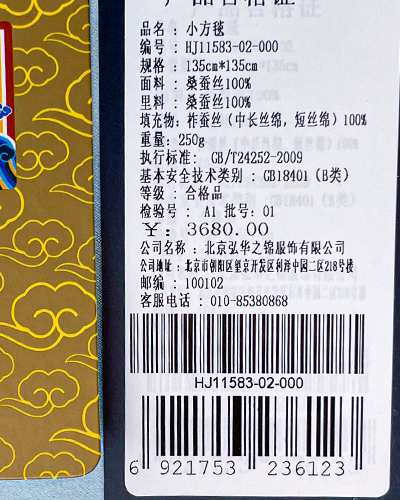 产品合格证
品名：小方毯
编号：HJ11583-02-000
规格：135cm*135cm
面料：桑蚕丝100%
里料：桑蚕丝100%
填充物：柞蚕丝（中长丝绵，短丝绵）100%
重量：250g
执行标准：GB/T24252-2009
基本安全技术类别：GB18401（B类）
等级：合格品
检验号：A1 批号：01
￥：3680.00
公司名称：北京弘华之锦服饰有限公司
公司地址：北京市朝阳区望京开发区利泽中园二区218号楼
邮编：100102
客服电话：010-85380868
HJ11583-02-000
6 921753 236123